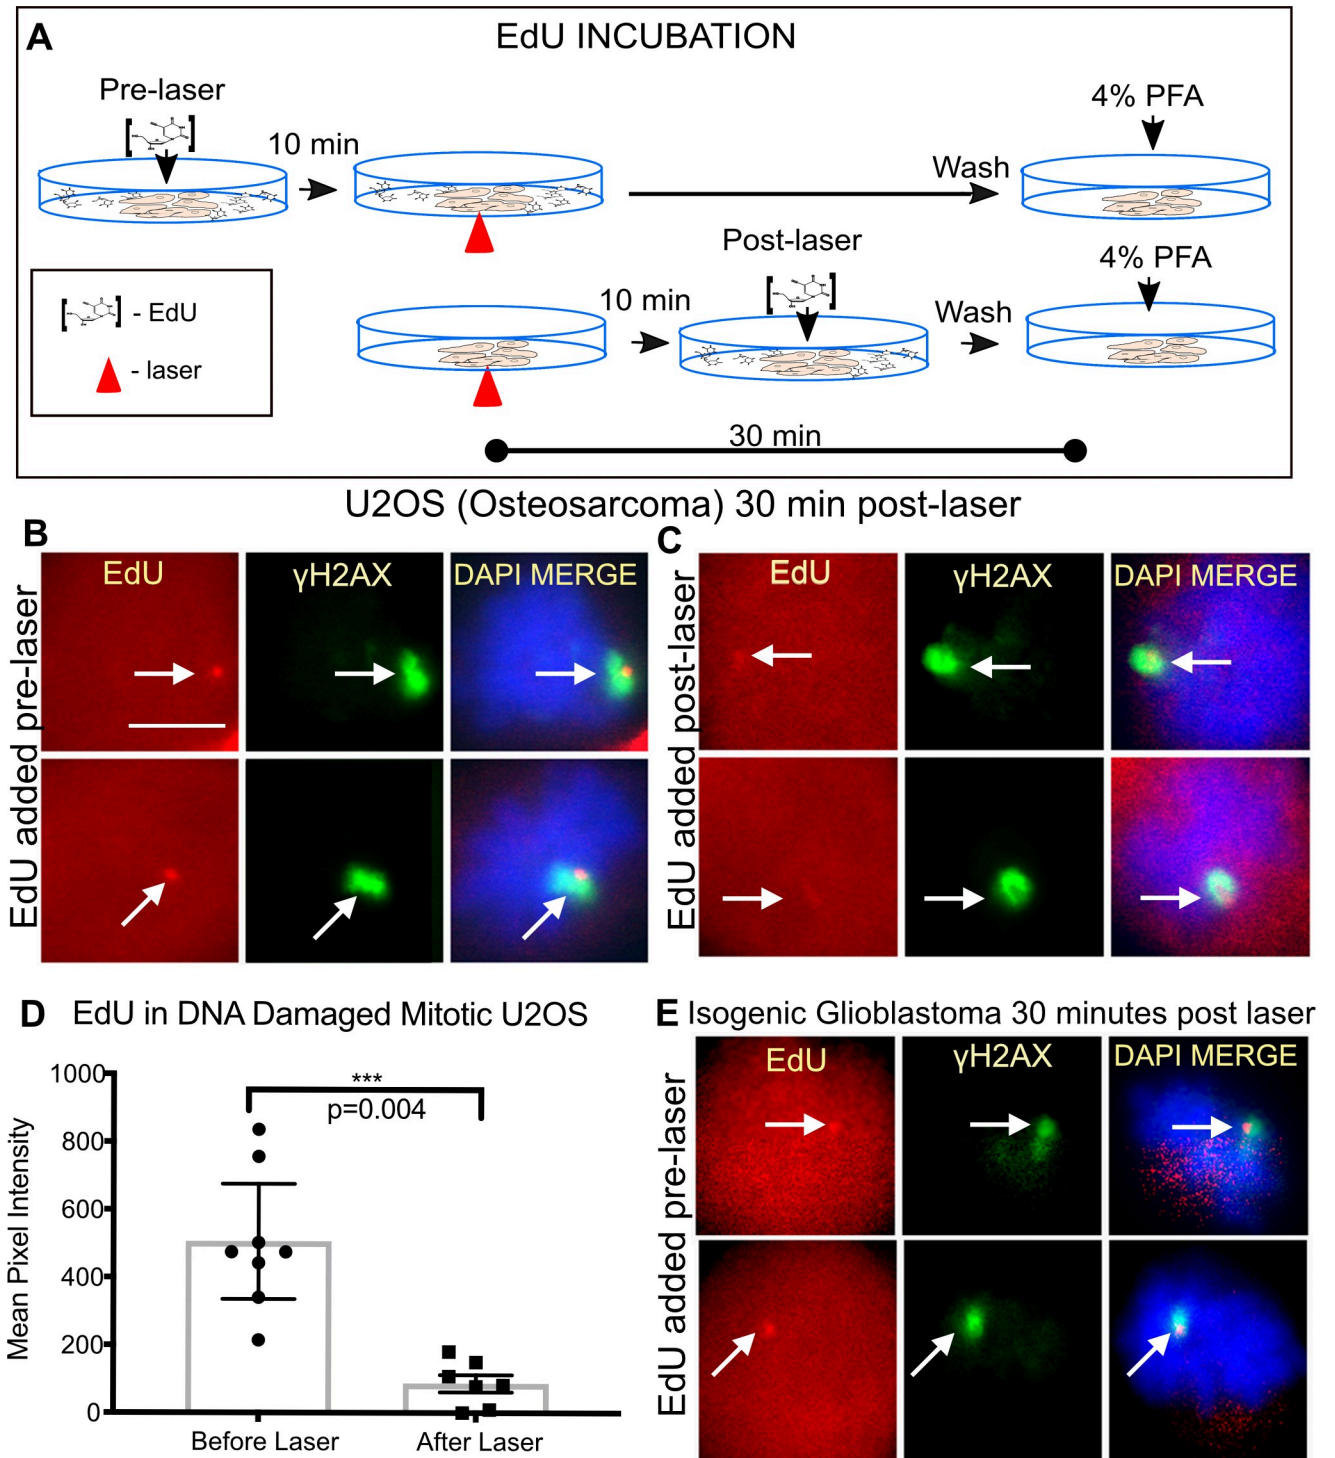 A
EdU INCUBATION
Pre-laser
10 min
Wash
4% PFA
Post-laser
10 min
Wash
4% PFA
[ ] - EdU
- laser
30 min
U2OS (Osteosarcoma) 30 min post-laser
B
EdU added pre-laser
EdU
γH2AX
DAPI MERGE
C
EdU added post-laser
EdU
γH2AX
DAPI MERGE
D
EdU in DNA Damaged Mitotic U2OS
***
p=0.004
Mean Pixel Intensity
1000
800
600
400
200
0
Before Laser
After Laser
E
Isogenic Glioblastoma 30 minutes post laser
EdU added pre-laser
EdU
γH2AX
DAPI MERGE